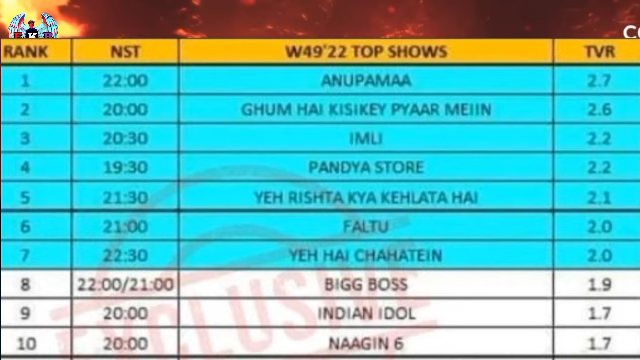 EKB
CO
RANK NST W49'22 TOP SHOWS TVR
1 22:00 ANUPAMAA 2.7
2 20:00 GHUM HAI KISIKEY PYAAR MEIIN 2.6
3 20:30 IMLI 2.2
4 19:30 PANDYA STORE 2.2
5 21:30 YEH RISHTA KYA KEHLATA HAI 2.1
6 21:00 FALTU 2.0
7 22:30 YEH HAI CHAHATEIN 2.0
8 22:00/21:00 BIGG BOSS 1.9
9 20:00 INDIAN IDOL 1.7
10 20:00 NAAGIN 6 1.7
EXCLUSIVE